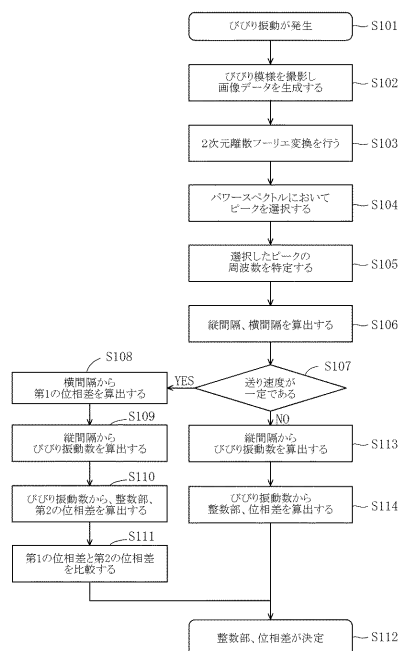 びびり振動が発生
S101
びびり模様を撮影し
画像データを生成する
S102
2次元離散フーリエ変換を行う
S103
パワースペクトルにおいて
ピークを選択する
S104
選択したピークの
周波数を特定する
S105
縦間隔、横間隔を算出する
S106
送り速度が
一定である
S107
YES
NO
横間隔から
第1の位相差を算出する
S108
縦間隔から
びびり振動数を算出する
S109
びびり振動数から、整数部、
第2の位相差を算出する
S110
第1の位相差と第2の位相差
を比較する
S111
縦間隔から
びびり振動数を算出する
S113
びびり振動数から
整数部、位相差を算出する
S114
整数部、位相差が決定
S112